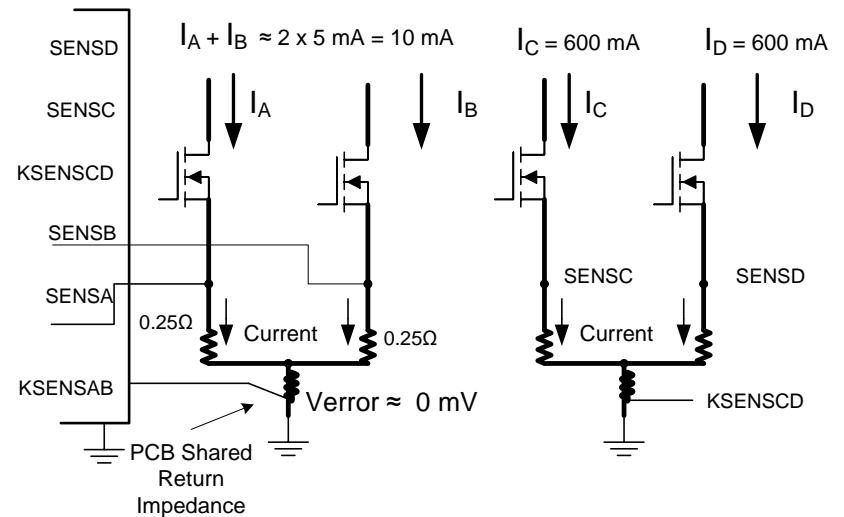 SENSD
I_A + I_B ≈ 2 x 5 mA = 10 mA
I_C = 600 mA
I_D = 600 mA
SENSC
I_A
I_B
I_C
I_D
KSENSCD
SENSB
SENSA
SENSC
SENSD
0.25Ω
Current
0.25Ω
Current
KSENSAB
Verror ≈ 0 mV
KSENSCD
PCB Shared
Return
Impedance